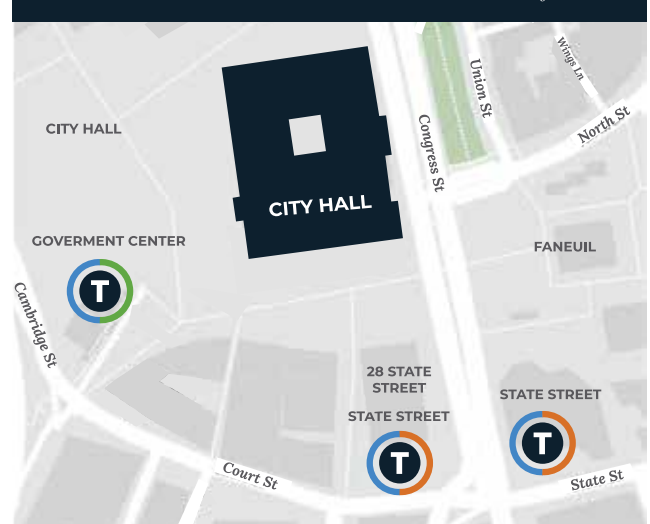 Union St
Wings Ln
CITY HALL
Congress St
North St
CITY HALL
GOVERMENT CENTER
FANEUIL
T
Cambridge St
28 STATE
STREET
STATE STREET
STATE STREET
T
T
Court St
State St